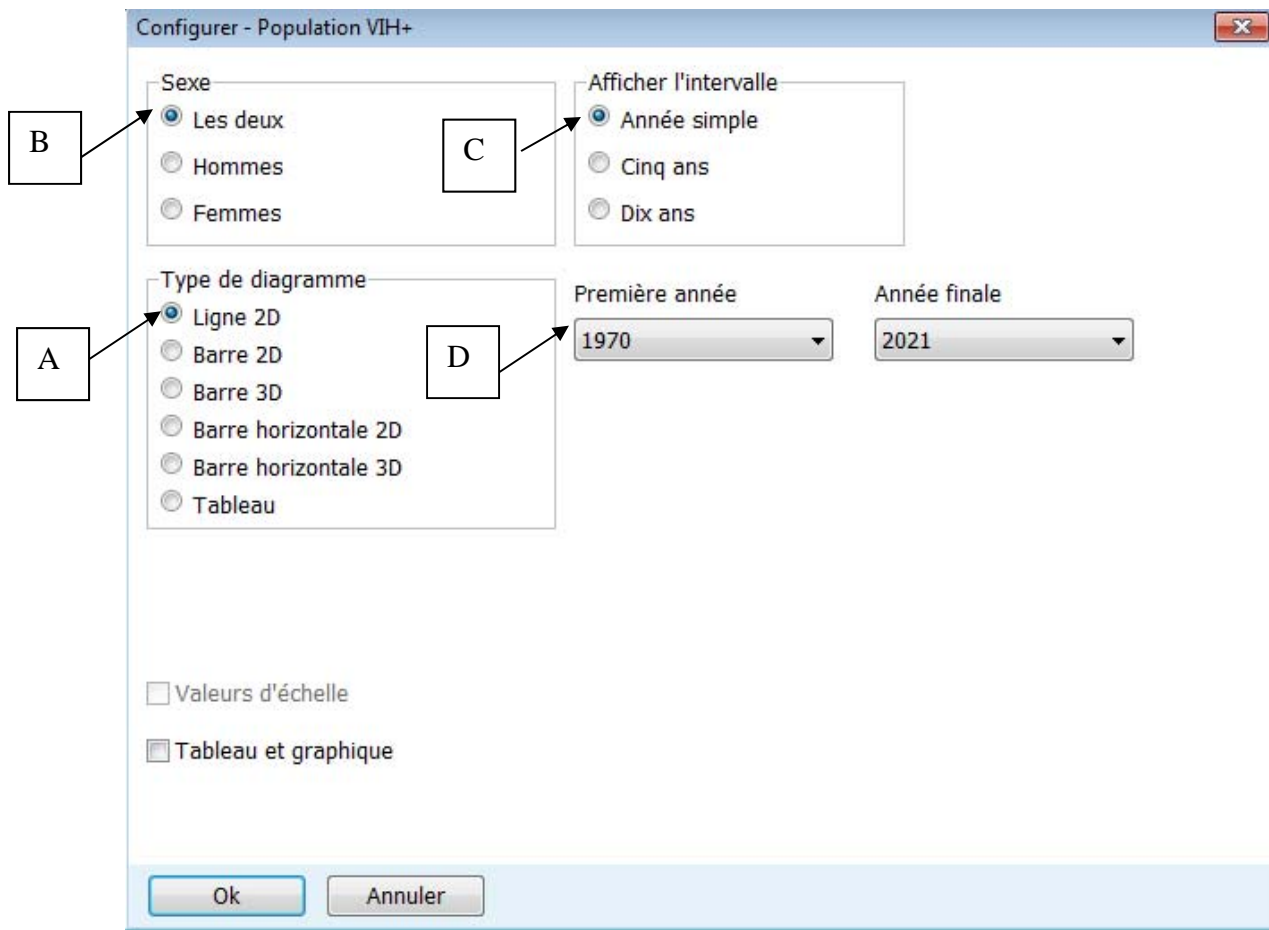 Configurer - Population VIH+
Sexe
Les deux
Hommes
Femmes
B
Afficher l'intervalle
Année simple
Cinq ans
Dix ans
C
Type de diagramme
Ligne 2D
Barre 2D
Barre 3D
Barre horizontale 2D
Barre horizontale 3D
Tableau
A
Première année
1970
D
Année finale
2021
Valeurs d'échelle
Tableau et graphique
Ok
Annuler